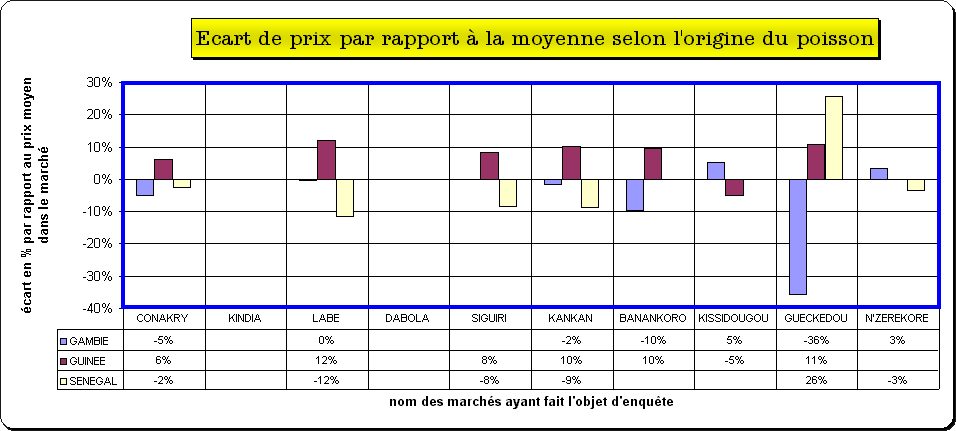 Ecart de prix par rapport à la moyenne selon l'origine du poisson
écart en % par rapport au prix moyen
dans le marché
30%
20%
10%
0%
-10%
-20%
-30%
-40%
CONAKRY KINDIA LABE DABOLA SIGUIRI KANKAN BANANKORO KISSIDOUGOU GUECKEDOU N'ZEREKORE
GAMBIE -5% 0% -2% -10% 5% -36% 3%
GUINEE 6% 12% 8% 10% 10% -5% 11%
SENEGAL -2% -12% -8% -9% 26% -3%
nom des marchés ayant fait l'objet d'enquéte